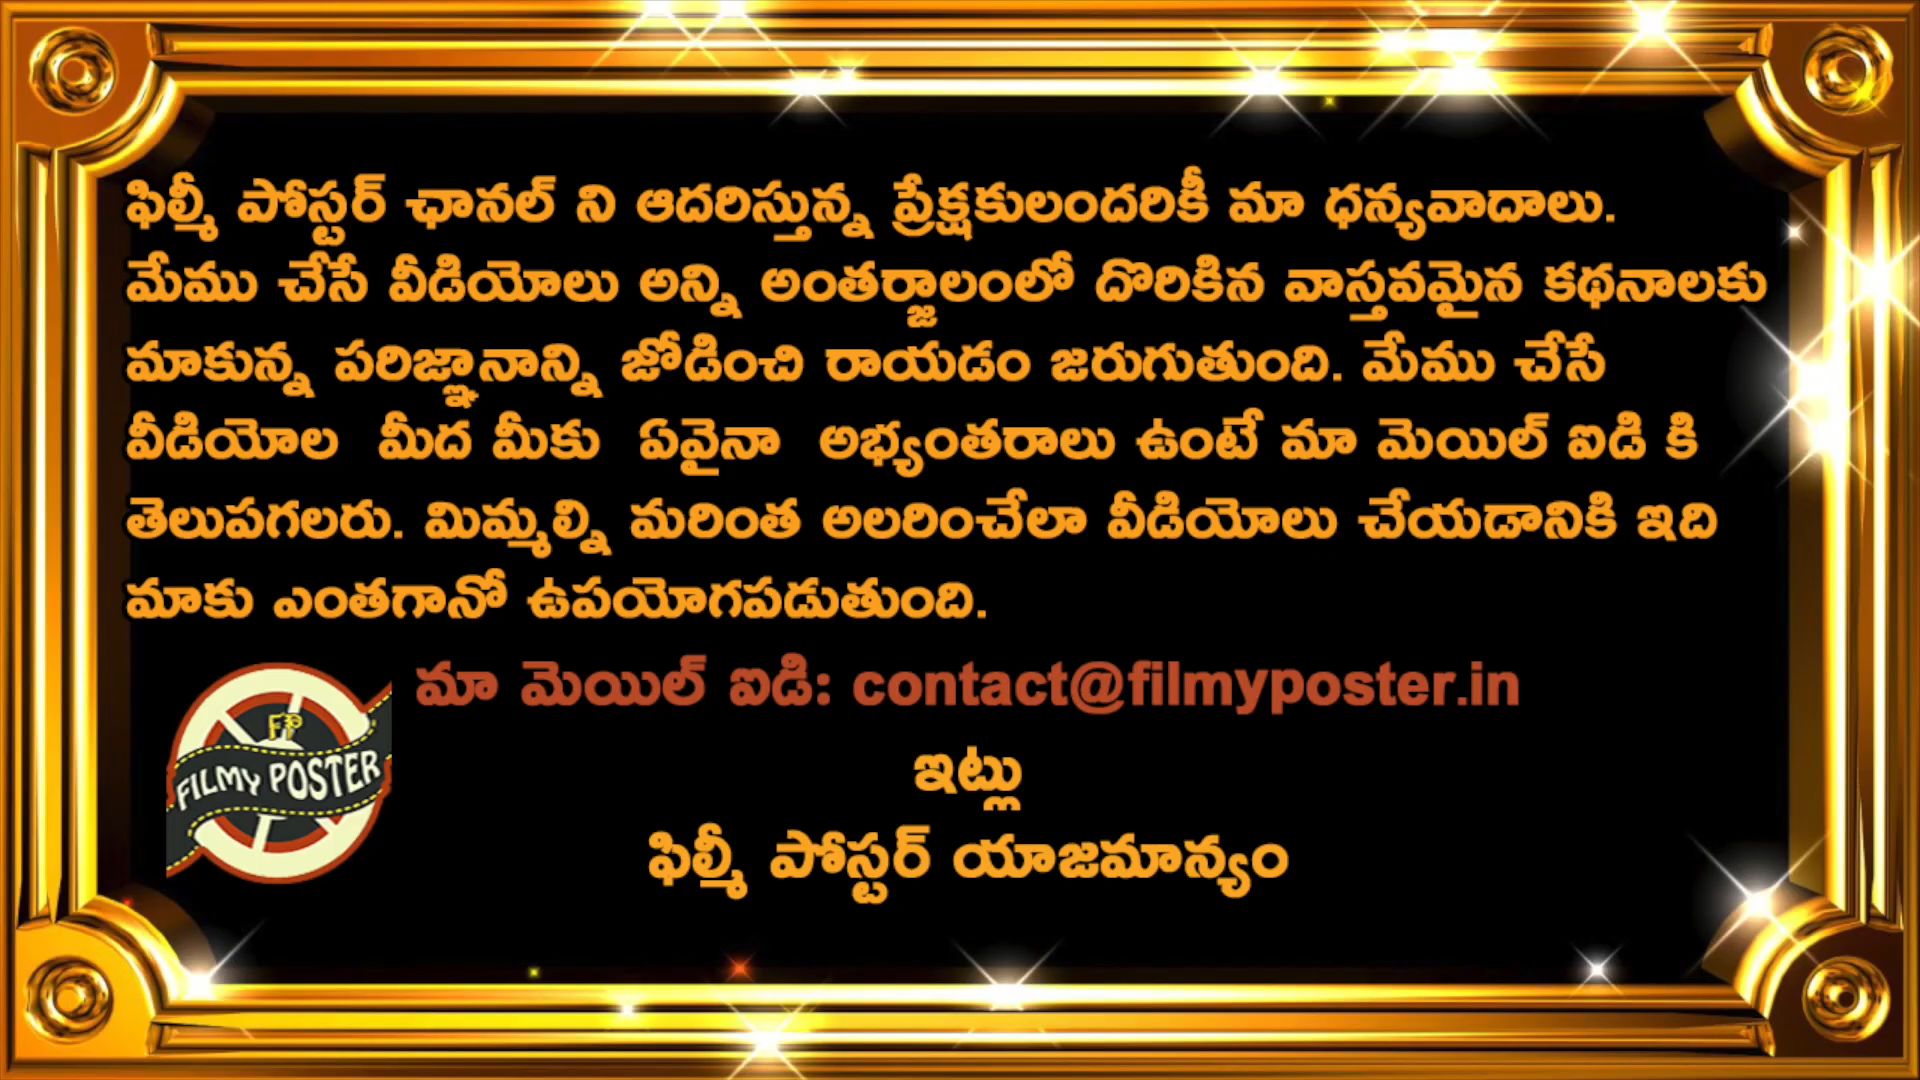 ఫిల్మీ పోస్టర్ ఛానల్ ని ఆదరిస్తున్న ప్రేక్షకులందరికీ మా ధన్యవాదాలు.
మేము చేసే వీడియోలు అన్ని అంతర్జాలంలో దొరికిన వాస్తవమైన కథనాలకు
మాకున్న పరిజ్ఞానాన్ని జోడించి రాయడం జరుగుతుంది. మేము చేసే
వీడియోల మీద మీకు ఏవైనా అభ్యంతరాలు ఉంటే మా మెయిల్ ఐడి కి
తెలుపగలరు. మిమ్మల్ని మరింత అలరించేలా వీడియోలు చేయడానికి ఇది
మాకు ఎంతగానో ఉపయోగపడుతుంది.
మా మెయిల్ ఐడి: contact@filmyposter.in
FP
FILMY POSTER
ఇట్లు
ఫిల్మీ పోస్టర్ యాజమాన్యం